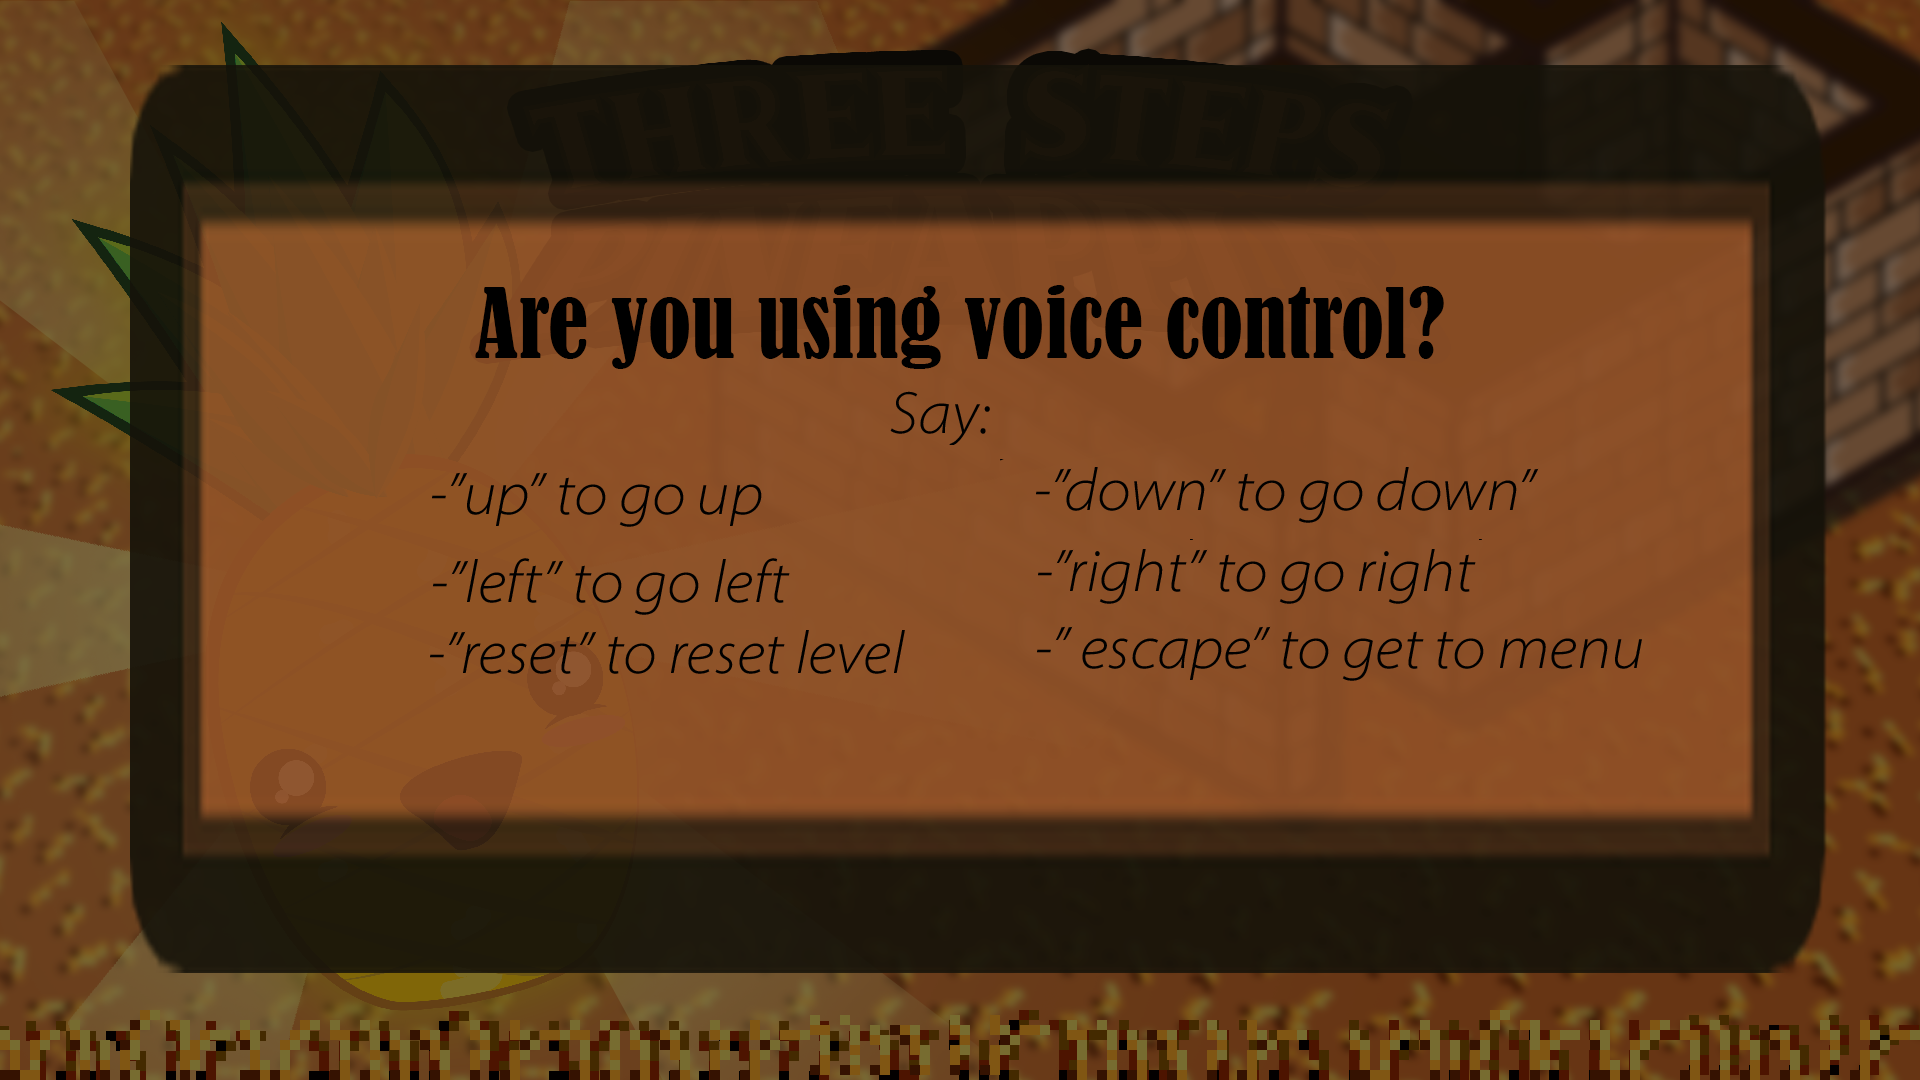 THREE STEPS
Are you using voice control?
Say:
-"up" to go up
-"down" to go down"
-"left" to go left
-"right" to go right
-"reset" to reset level
-" escape" to get to menu